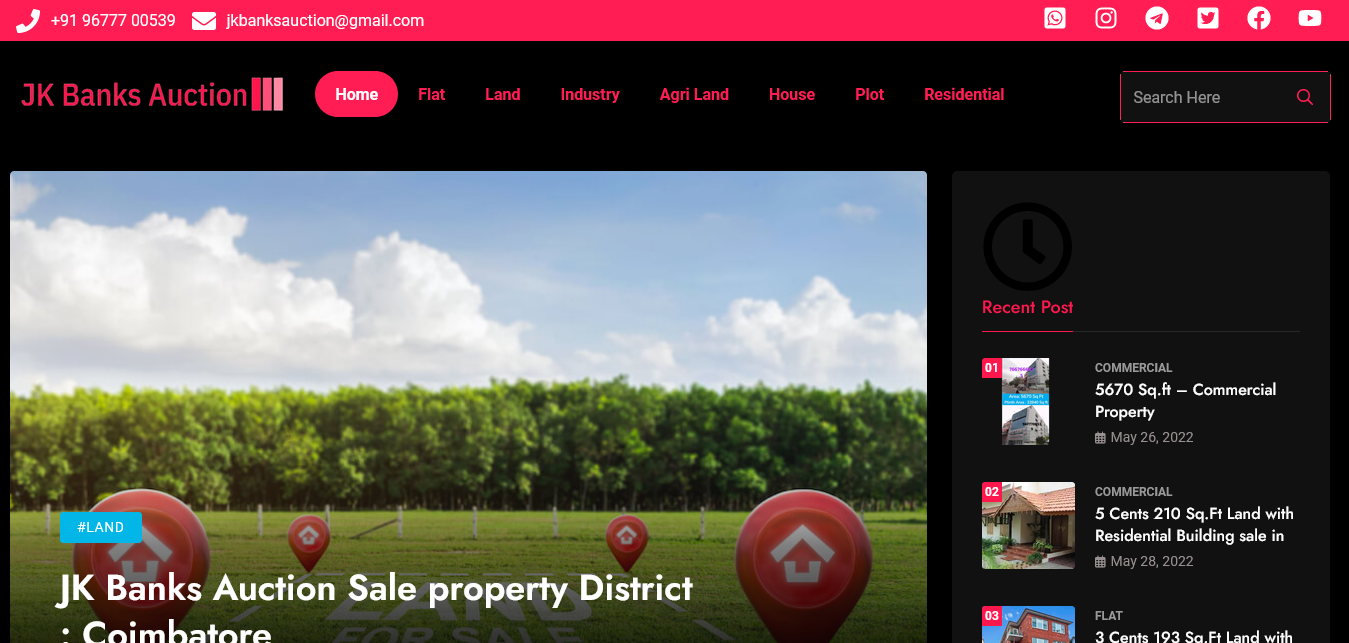 +91 96777 00539
jkbanksauction@gmail.com
JK Banks Auction
Home
Flat
Land
Industry
Agri Land
House
Plot
Residential
Search Here
#LAND
JK Banks Auction Sale property District
: Coimbatore
LAND
FOR SALE
Recent Post
01
COMMERCIAL
5670 Sq.ft – Commercial
Property
May 26, 2022
02
COMMERCIAL
5 Cents 210 Sq.Ft Land with
Residential Building sale in
May 28, 2022
03
FLAT
3 Cents 193 Sq.Ft Land with